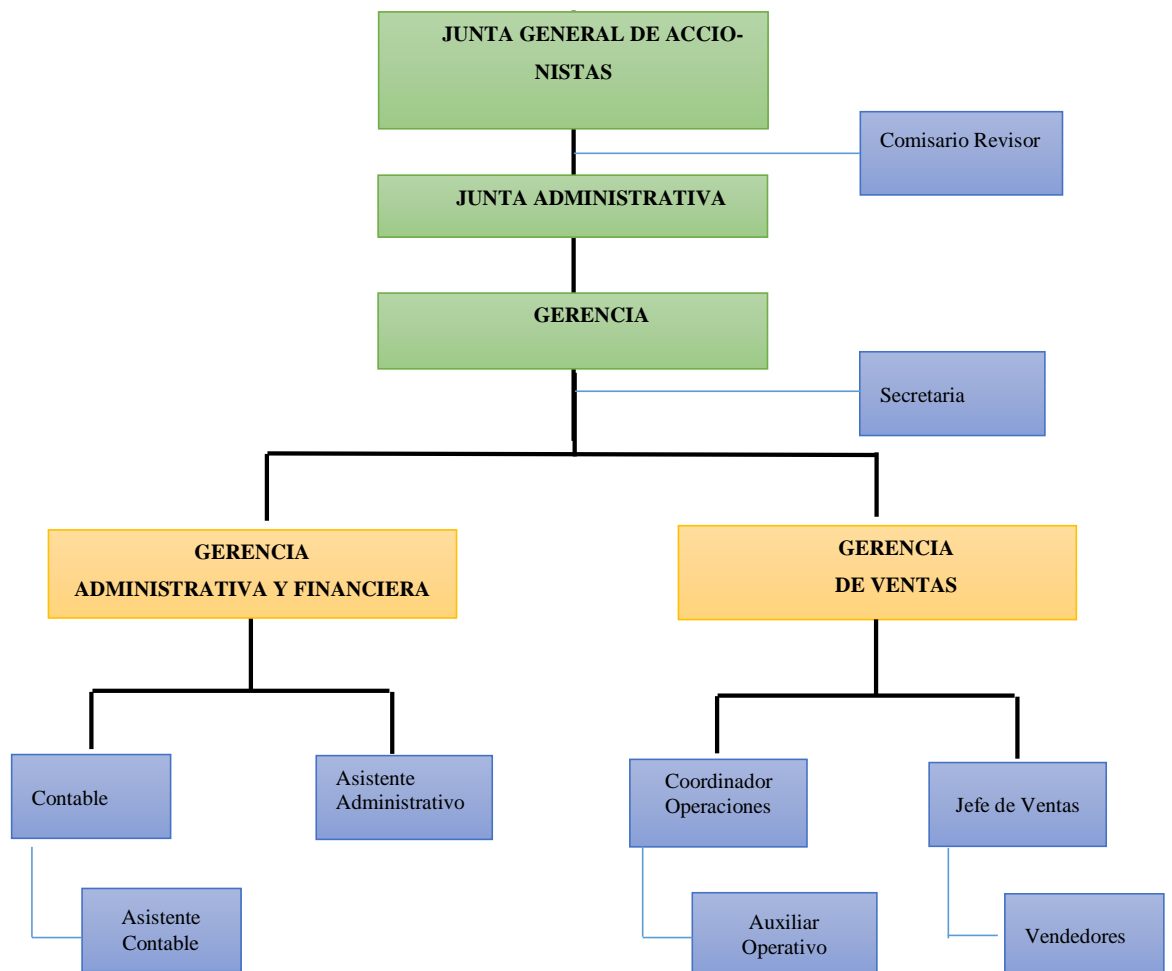 JUNTA GENERAL DE ACCIO-
NISTAS
Comisario Revisor
JUNTA ADMINISTRATIVA
GERENCIA
Secretaria
GERENCIA
ADMINISTRATIVA Y FINANCIERA
GERENCIA
DE VENTAS
Contable
Asistente
Administrativo
Coordinador
Operaciones
Jefe de Ventas
Asistente
Contable
Auxiliar
Operativo
Vendedores